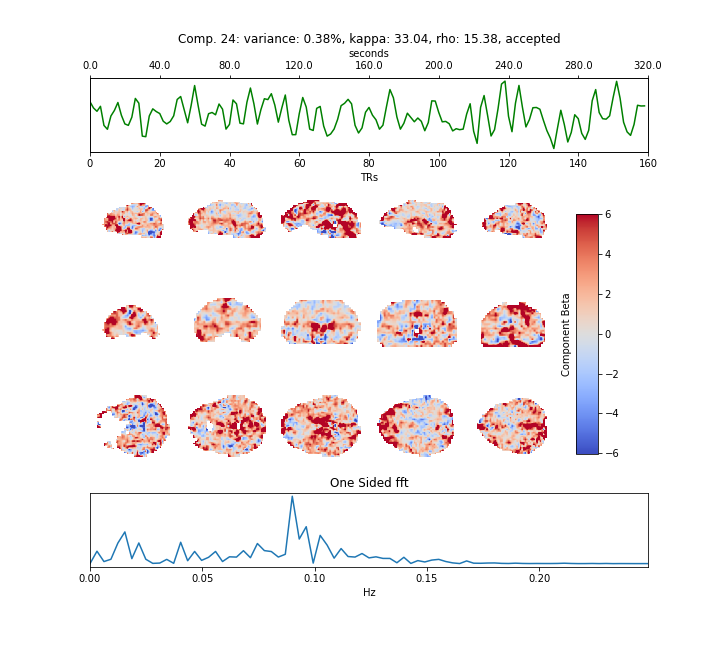 Comp. 24: variance: 0.38%, kappa: 33.04, rho: 15.38, accepted
seconds
0.0 40.0 80.0 120.0 160.0 200.0 240.0 280.0 320.0
0 20 40 60 80 100 120 140 160
TRs
6
4
2
0
−2
−4
−6
Component Beta
One Sided fft
0.00 0.05 0.10 0.15 0.20
Hz